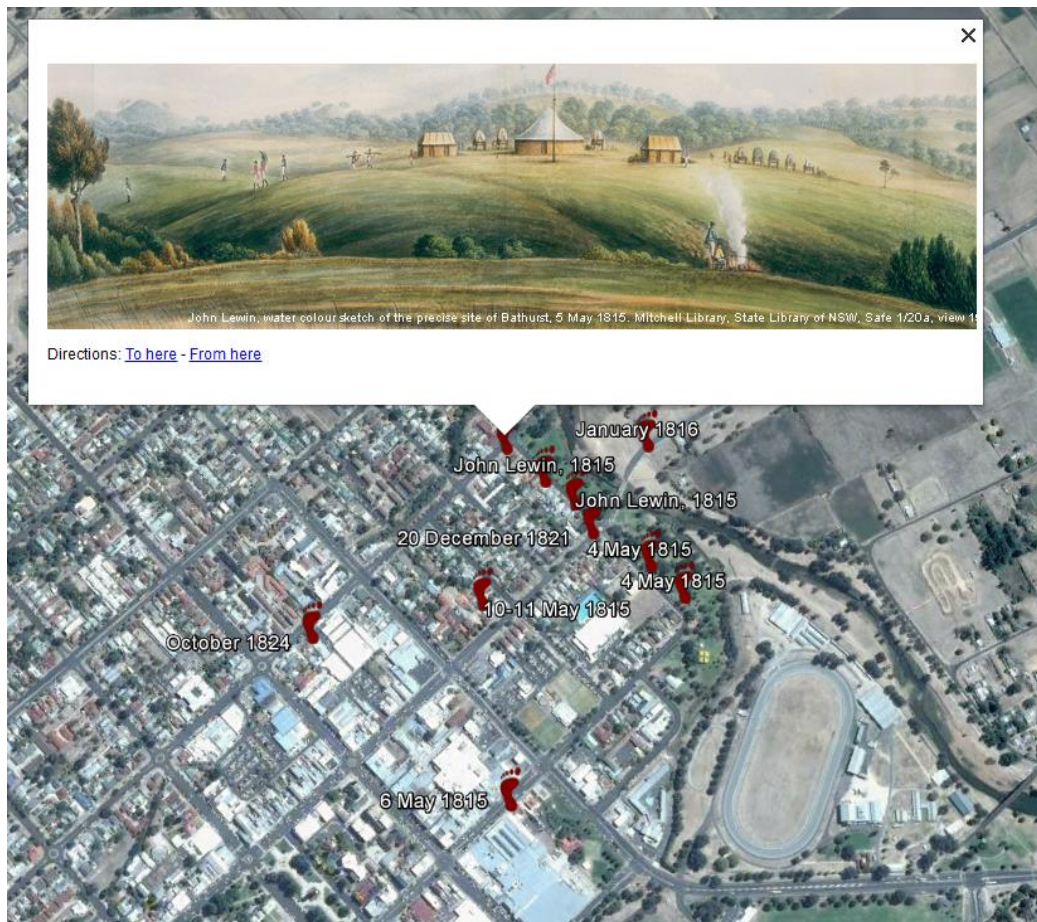 John Lewin, water colour sketch of the precise site of Bathurst, 5 May 1815. Mitchell Library, State Library of NSW, Safe 1/20a, view
Directions: To here - From here
January 1816
John Lewin, 1815
John Lewin, 1815
20 December 1821
4 May 1815
4 May 1815
10-11 May 1815
October 1824
6 May 1815